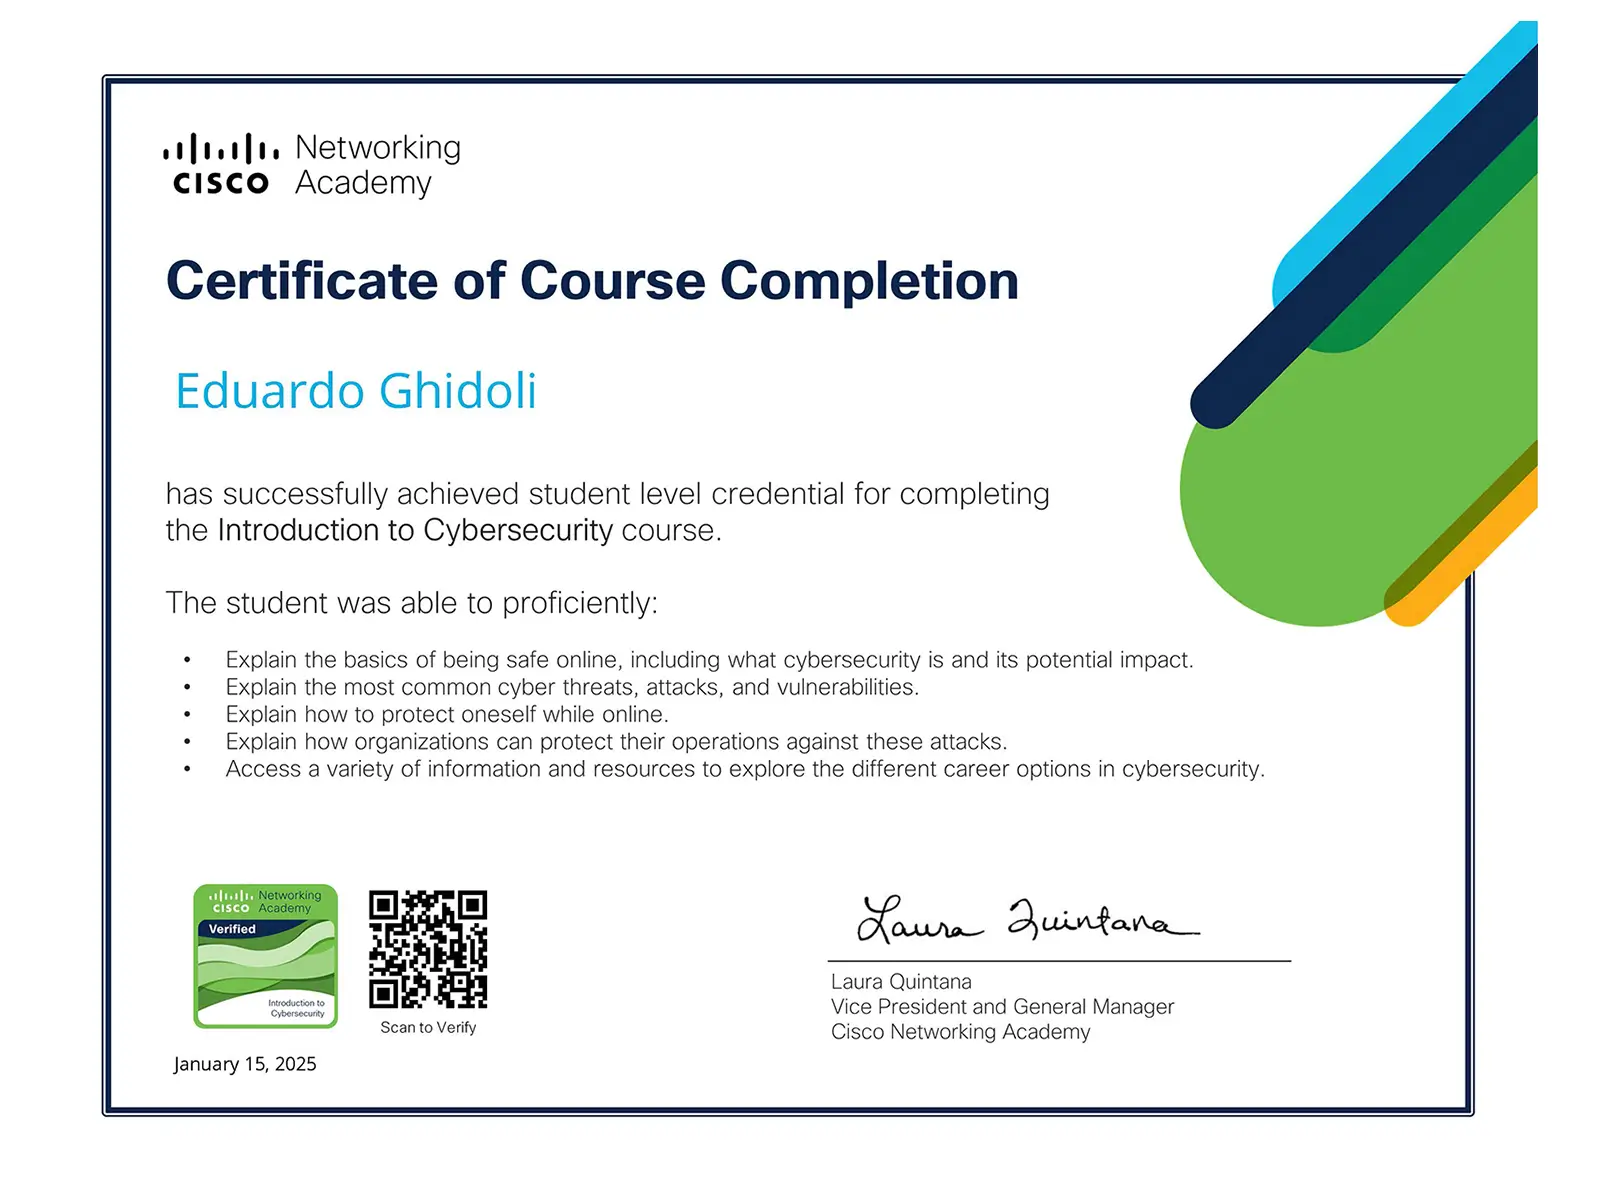 CISCO Networking Academy
Certificate of Course Completion
Eduardo Ghidoli
has successfully achieved student level credential for completing
the Introduction to Cybersecurity course.
The student was able to proficiently:
• Explain the basics of being safe online, including what cybersecurity is and its potential impact.
• Explain the most common cyber threats, attacks, and vulnerabilities.
• Explain how to protect oneself while online.
• Explain how organizations can protect their operations against these attacks.
• Access a variety of information and resources to explore the different career options in cybersecurity.
CISCO Networking Academy
Verified
Introduction to
Cybersecurity
Scan to Verify
January 15, 2025
Laura Quintana
Laura Quintana
Vice President and General Manager
Cisco Networking Academy